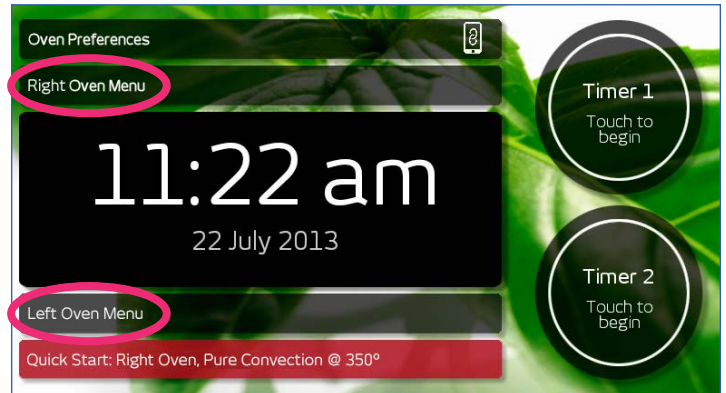 Oven Preferences
Right Oven Menu
11:22 am
22 July 2013
Left Oven Menu
Quick Start: Right Oven, Pure Convection @ 350°
Timer 1
Touch to
begin
Timer 2
Touch to
begin